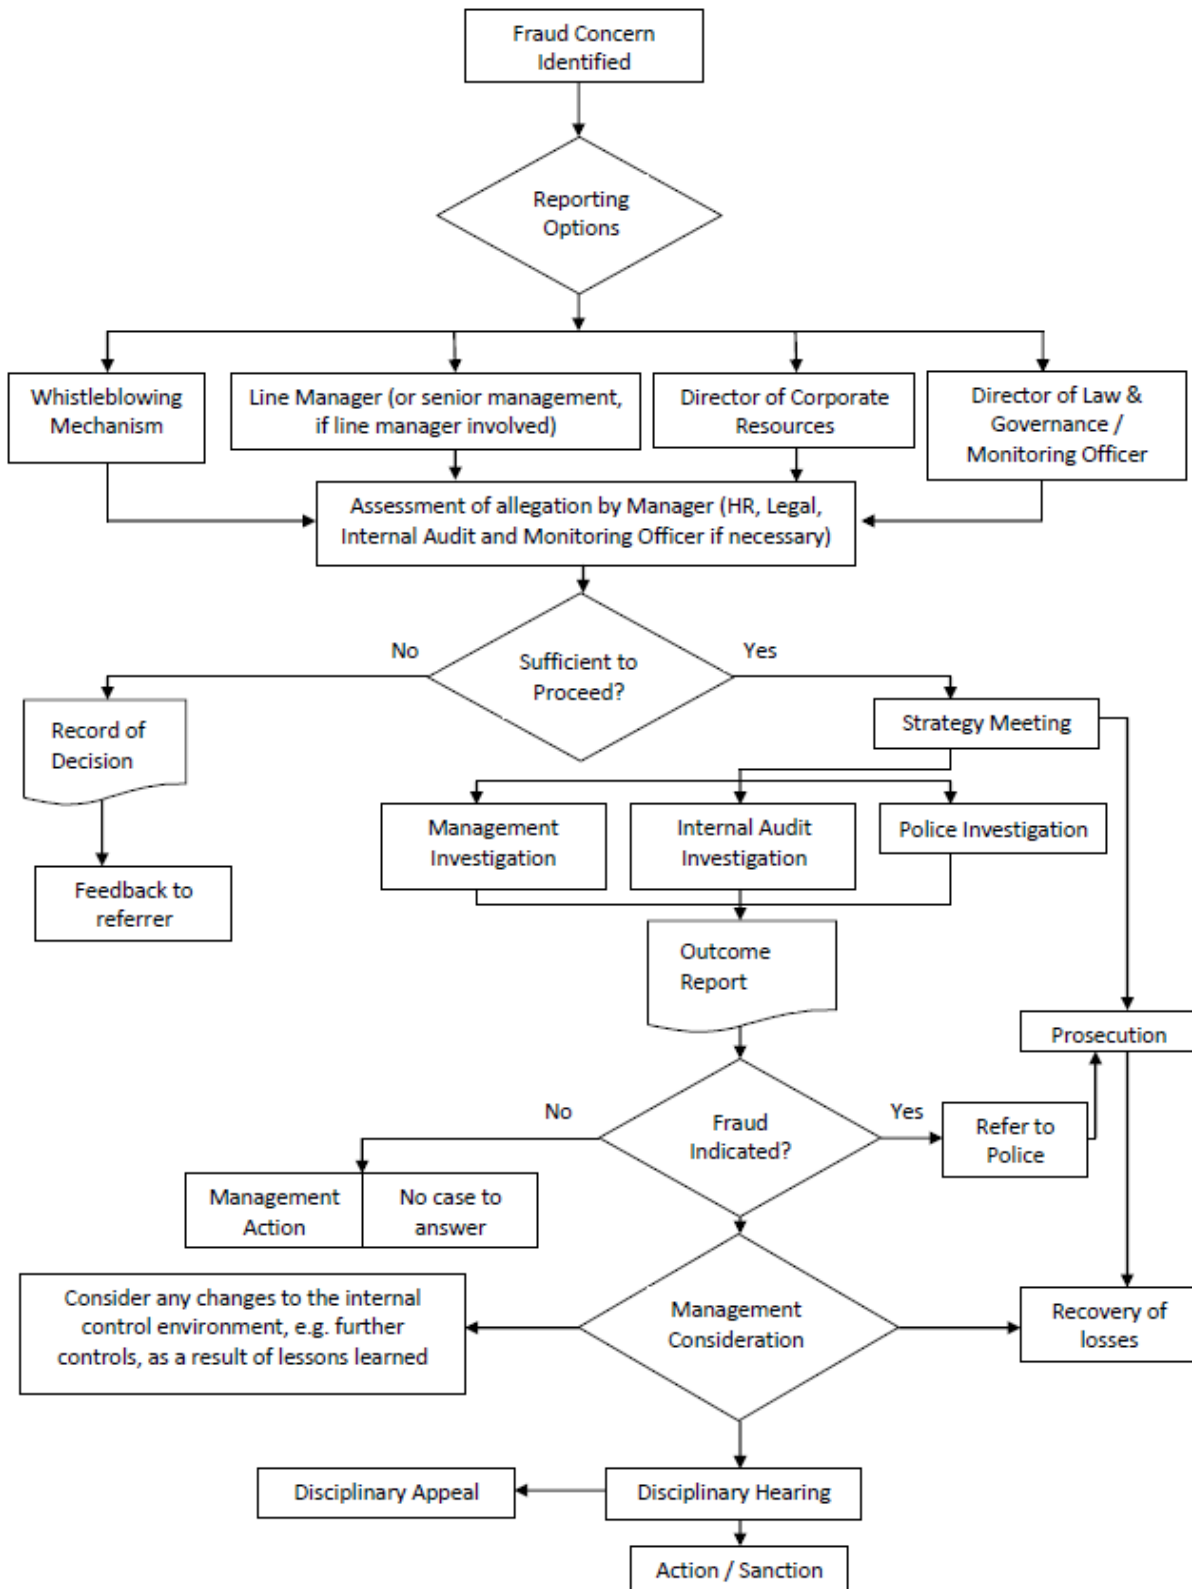 Fraud Concern
Identified
Reporting
Options
Whistleblowing
Mechanism
Line Manager (or senior management,
if line manager involved)
Director of Corporate
Resources
Director of Law &
Governance /
Monitoring Officer
Assessment of allegation by Manager (HR, Legal,
Internal Audit and Monitoring Officer if necessary)
No
Sufficient to
Proceed?
Yes
Record of
Decision
Strategy Meeting
Feedback to
referrer
Management
Investigation
Internal Audit
Investigation
Police Investigation
Outcome
Report
Prosecution
No
Fraud
Indicated?
Yes
Refer to
Police
Management
Action
No case to
answer
Consider any changes to the internal
control environment, e.g. further
controls, as a result of lessons learned
Management
Consideration
Recovery of
losses
Disciplinary Appeal
Disciplinary Hearing
Action / Sanction